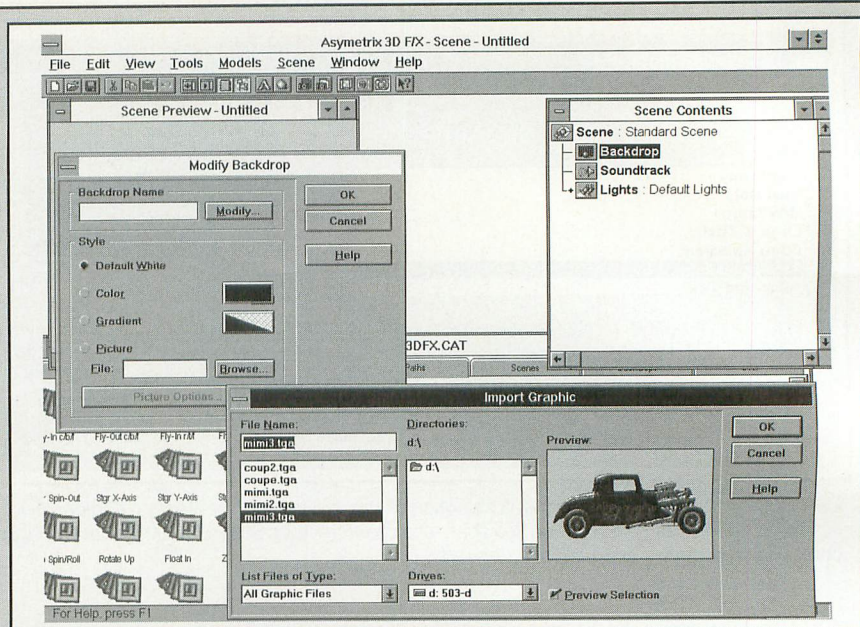 Asymetrix 3D F/X - Scene - Untitled
File Edit View Tools Models Scene Window Help
Scene Preview - Untitled
Scene Contents
Scene : Standard Scene
Backdrop
Soundtrack
Lights : Default Lights
Modify Backdrop
Backdrop Name
Modify...
OK
Cancel
Help
Style
Default White
Color
Gradient
Picture
File:
Browse...
Picture Options...
3DFX.CAT
Paths
Scenes
Import Graphic
File Name:
mimi3.tga
coup2.tga
coupe.tga
mimi.tga
mimi2.tga
mimi3.tga
List Files of Type:
All Graphic Files
Directories:
d:\
d:\
Drives:
d: 503-d
Preview:
Preview Selection
OK
Cancel
Help
y-In c/b/f Fly-Out c/b/f Fly-In r/f
Spin-Out Stgr X-Axis Stgr Y-Axis
Spin/Roll Rotate Up Float In
For Help, press F1